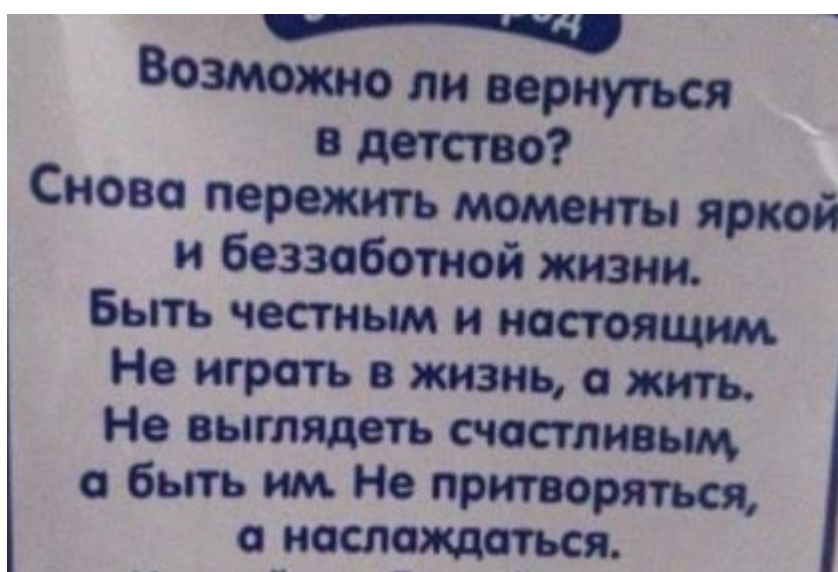 Возможно ли вернуться
в детство?
Снова пережить моменты яркой
и беззаботной жизни.
Быть честным и настоящим.
Не играть в жизнь, а жить.
Не выглядеть счастливым,
а быть им. Не притворяться,
а наслаждаться.